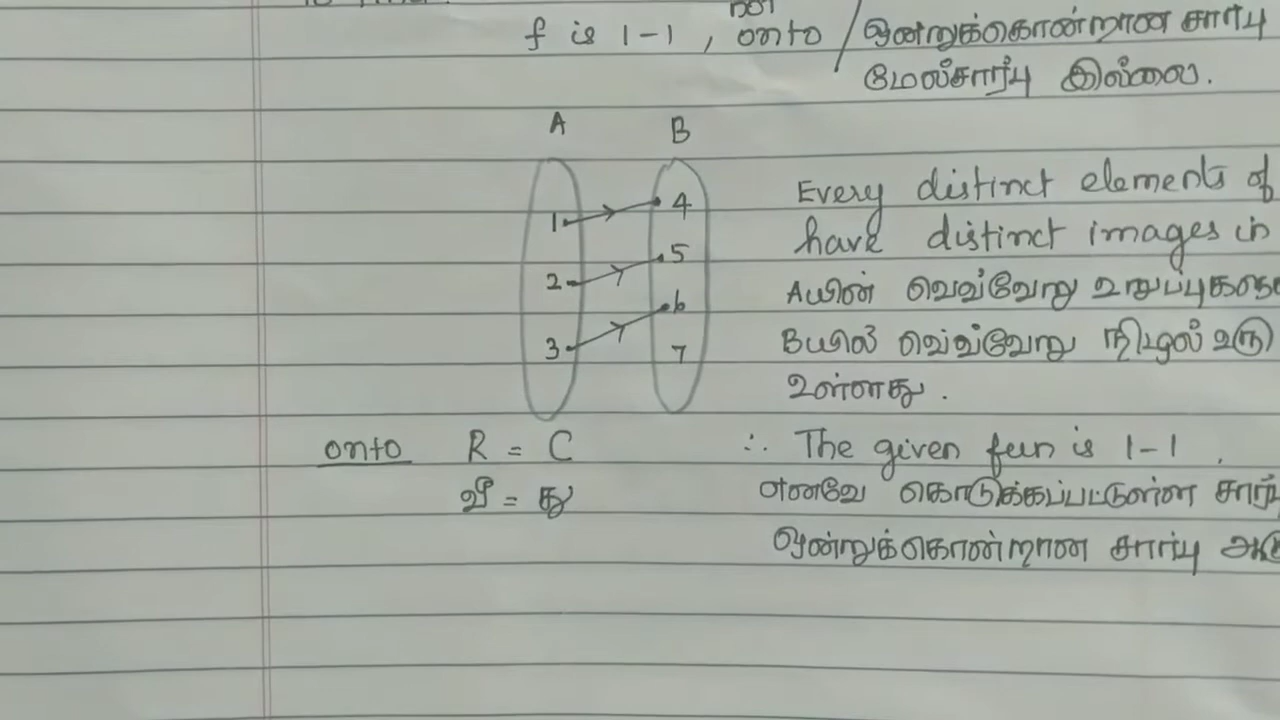 not
f is 1-1, onto / ஒன்றுக்கொன்றான சார்பு
மேல்சார்பு இல்லை.
A B
1 4
2 5
3 6
7
Every distinct elements of
have distinct images in
Aயின் வெவ்வேறு
Bயில் வெவ்வேறு நிழல் உரு
உள்ளது.
onto R = C ∴ The given fun is 1-1.
வீ = து எனவே கொடுக்கப்பட்டுள்ள
ஒன்றுக்கொன்றான சார்பு